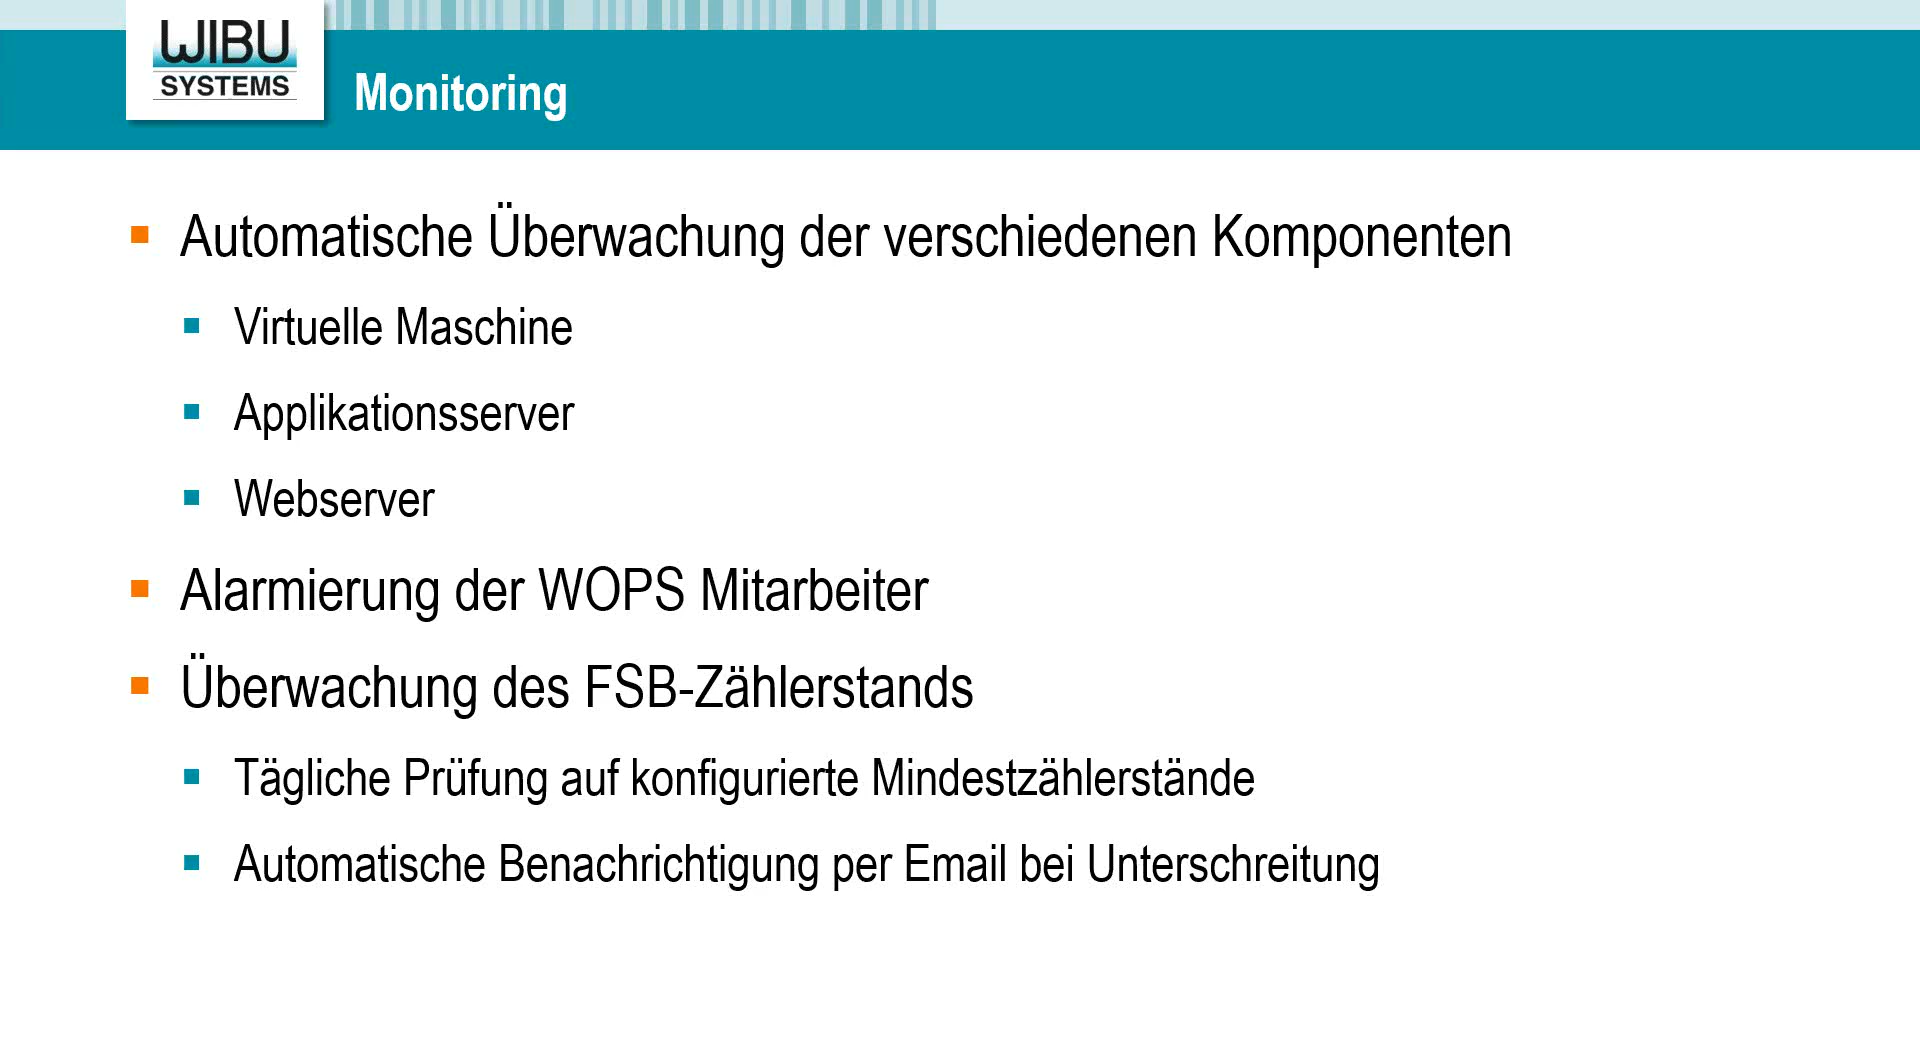 WIBU
SYSTEMS
Monitoring
Automatische Überwachung der verschiedenen Komponenten
Virtuelle Maschine
Applikationsserver
Webserver
Alarmierung der WOPS Mitarbeiter
Überwachung des FSB-Zählerstands
Tägliche Prüfung auf konfigurierte Mindestzählerstände
Automatische Benachrichtigung per Email bei Unterschreitung